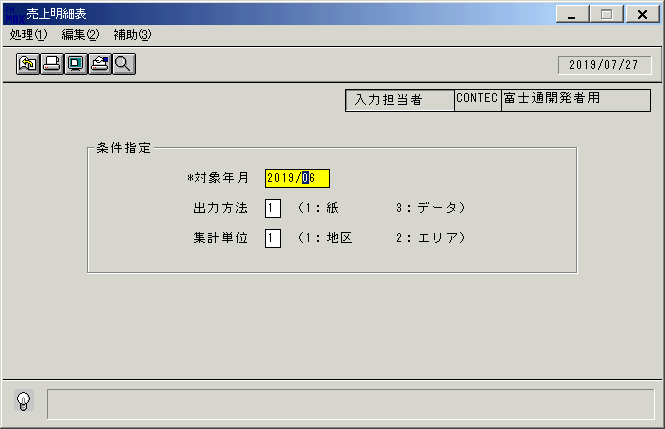 売上明細表
処理(1) 編集(2) 補助(3)
2019/07/27
入力担当者 CONTEC 富士通開発者用
条件指定
*対象年月 2019/06
出力方法 1 (1:紙 3:データ)
集計単位 1 (1:地区 2:エリア)